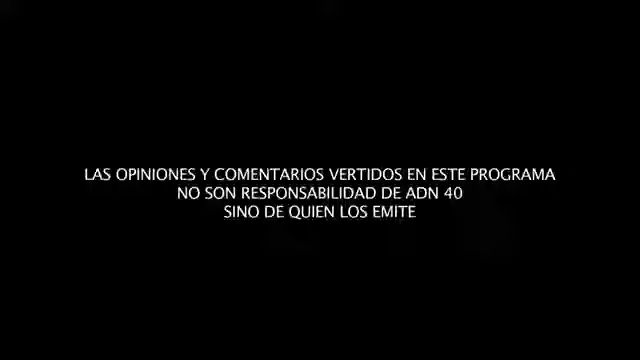 LAS OPINIONES Y COMENTARIOS VERTIDOS EN ESTE PROGRAMA
NO SON RESPONSABILIDAD DE ADN 40
SINO DE QUIEN LOS EMITE